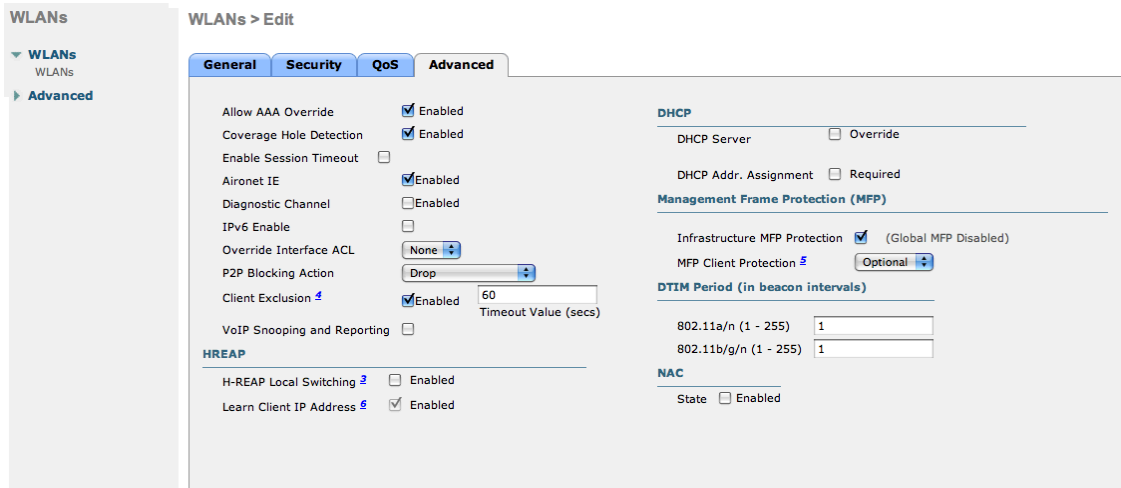 WLANs
WLANs
WLANs
Advanced
WLANs > Edit
General Security QoS Advanced
Allow AAA Override Enabled
Coverage Hole Detection Enabled
Enable Session Timeout
Aironet IE Enabled
Diagnostic Channel Enabled
IPv6 Enable
Override Interface ACL None
P2P Blocking Action Drop
Client Exclusion 4 Enabled 60
Timeout Value (secs)
VoIP Snooping and Reporting
HREAP
H-REAP Local Switching 3 Enabled
Learn Client IP Address 6 Enabled
DHCP
DHCP Server Override
DHCP Addr. Assignment Required
Management Frame Protection (MFP)
Infrastructure MFP Protection (Global MFP Disabled)
MFP Client Protection 5 Optional
DTIM Period (in beacon intervals)
802.11a/n (1 - 255) 1
802.11b/g/n (1 - 255) 1
NAC
State Enabled